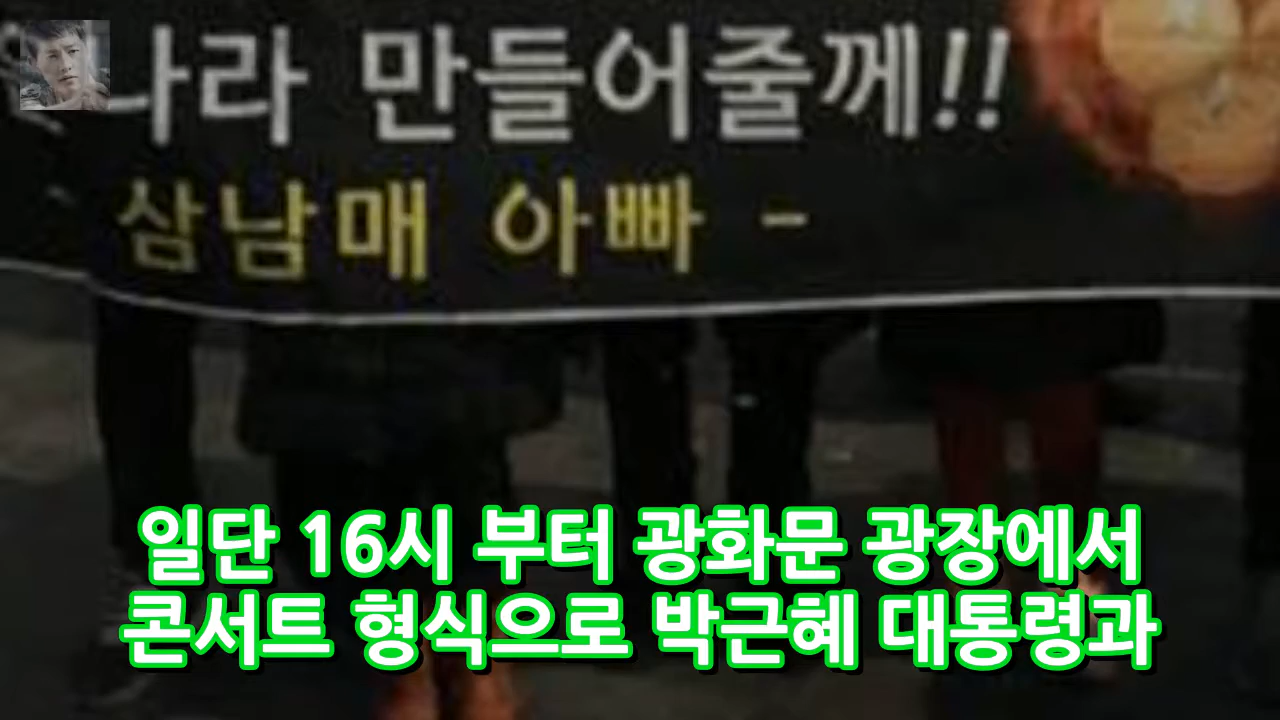 나라 만들어줄께!!
삼남매 아빠 -
일단 16시 부터 광화문 광장에서
콘서트 형식으로 박근혜 대통령과